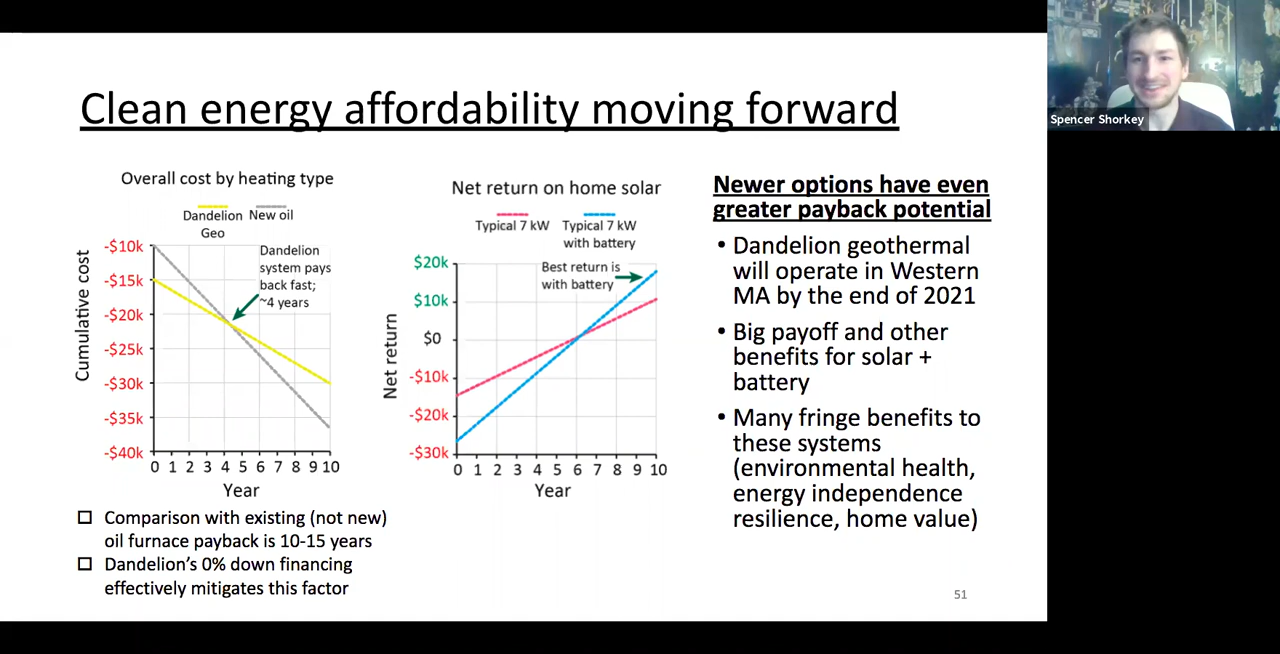 Clean energy affordability moving forward
Spencer Shorkey
Overall cost by heating type
Dandelion
Geo
New oil
Dandelion
system pays
back fast;
~4 years
Cumulative cost
-$10k
-$15k
-$20k
-$25k
-$30k
-$35k
-$40k
0 1 2 3 4 5 6 7 8 9 10
Year
Net return on home solar
Typical 7 kW
Typical 7 kW
with battery
Best return is
with battery
Net return
$20k
$10k
$0
-$10k
-$20k
-$30k
0 1 2 3 4 5 6 7 8 9 10
Year
☐ Comparison with existing (not new)
oil furnace payback is 10-15 years
☐ Dandelion's 0% down financing
effectively mitigates this factor
Newer options have even
greater payback potential
• Dandelion geothermal
will operate in Western
MA by the end of 2021
• Big payoff and other
benefits for solar +
battery
• Many fringe benefits to
these systems
(environmental health,
energy independence
resilience, home value)
51